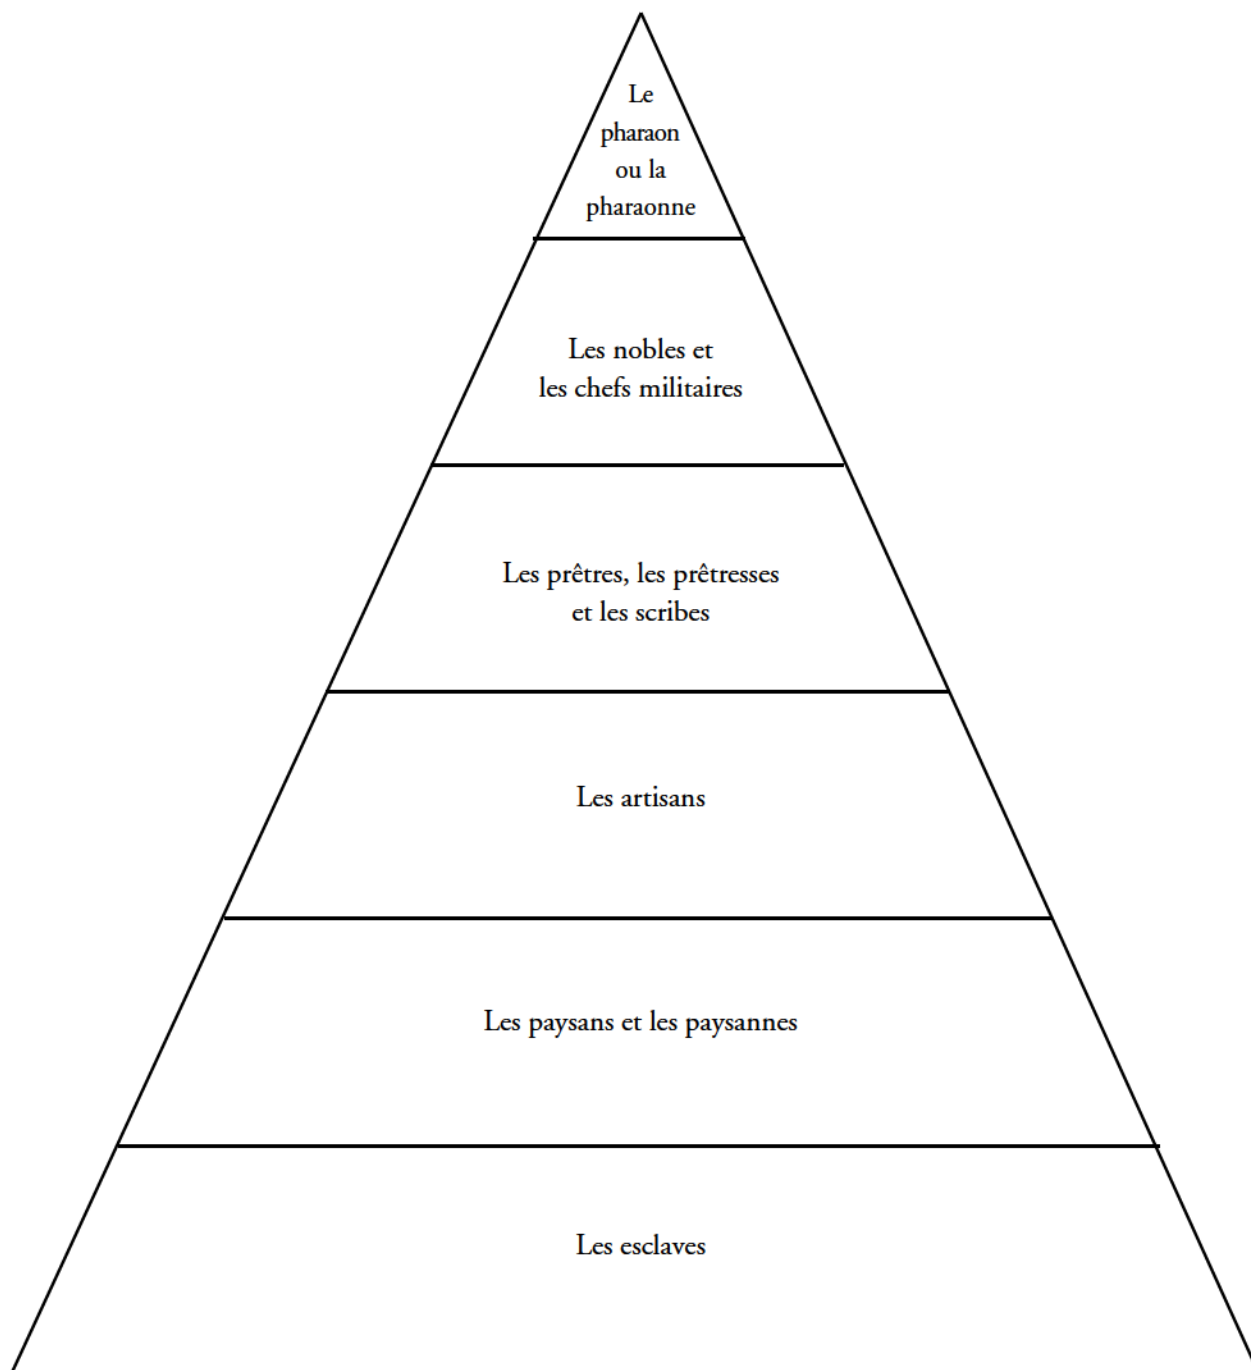 Le
pharaon
ou la
pharaonne
Les nobles et
les chefs militaires
Les prêtres, les prêtresses
et les scribes
Les artisans
Les paysans et les paysannes
Les esclaves